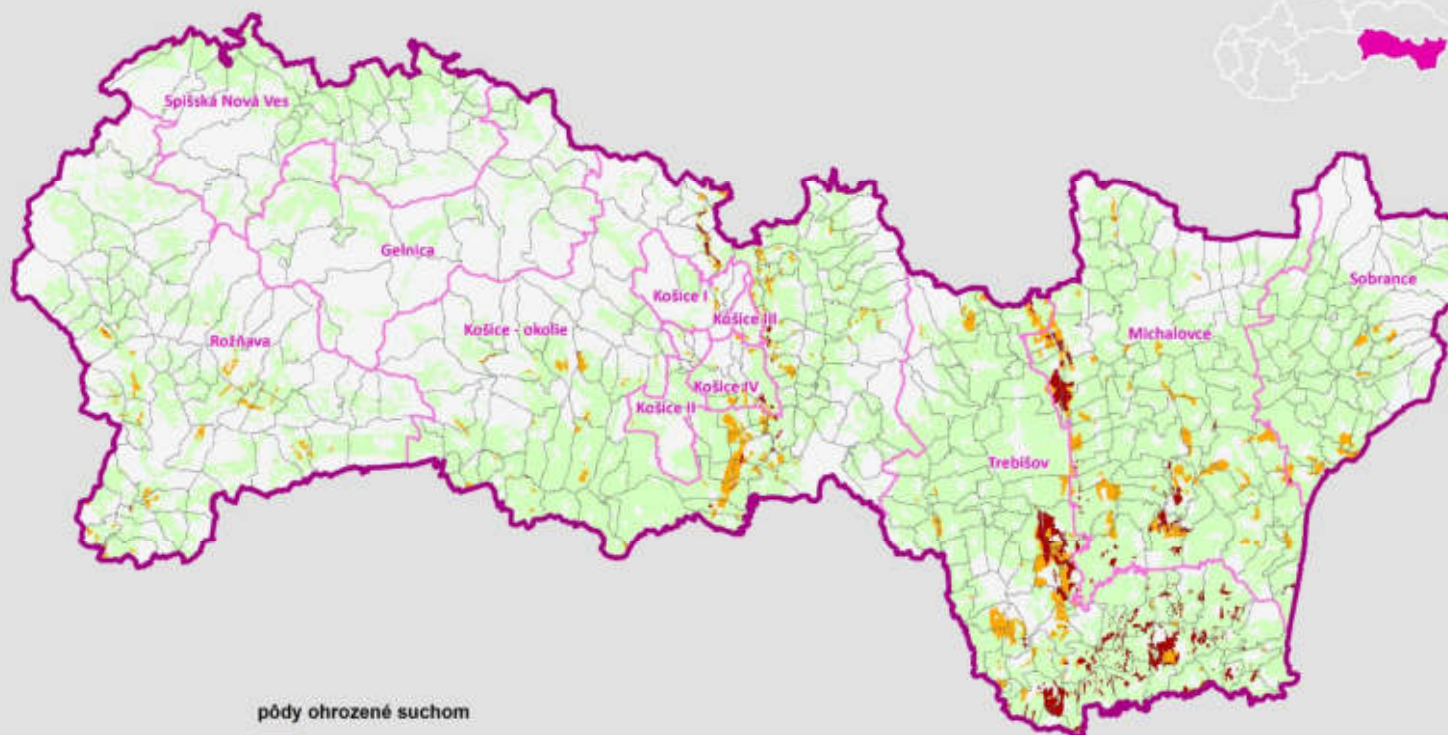 Spišská Nová Ves
Gelnica
Rožňava
Košice - okolie
Košice I
Košice III
Košice IV
Košice II
Trebišov
Michalovce
Sobrance
pôdy ohrozené suchom